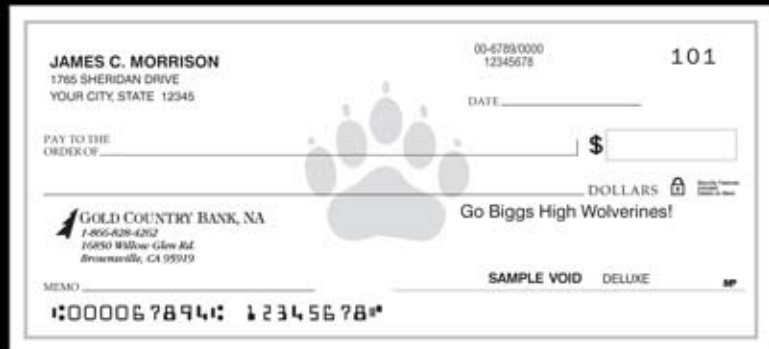 JAMES C. MORRISON
1765 SHERIDAN DRIVE
YOUR CITY, STATE 12345
00-6789/0000
12345678
101
DATE
PAY TO THE
ORDER OF
$
DOLLARS
GOLD COUNTRY BANK, NA
1-866-828-4262
16850 Willow Glen Rd.
Brownsville, CA 95919
Go Biggs High Wolverines!
MEMO
SAMPLE VOID DELUXE
MP
⑆000067894⑆ 12345678⑈